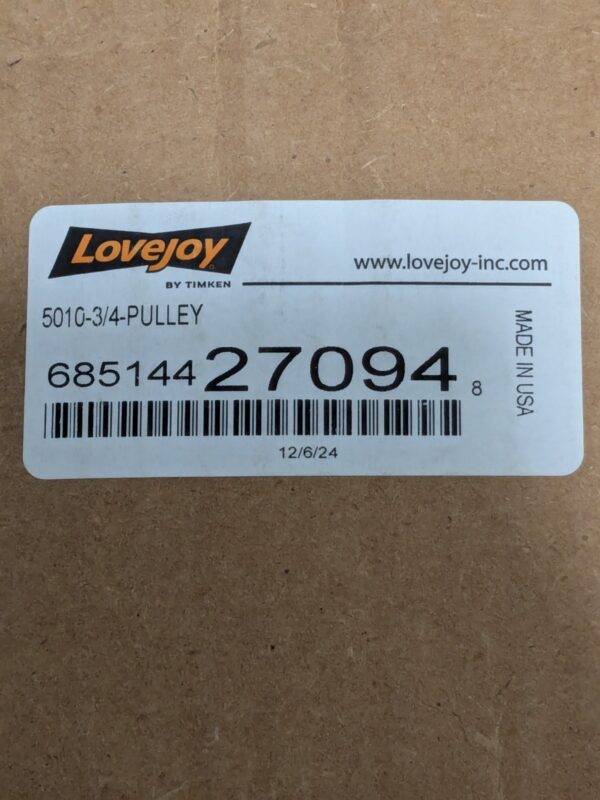 Lovejoy
BY TIMKEN
www.lovejoy-inc.com
5010-3/4-PULLEY
685144 27094 8
MADE IN USA
12/6/24